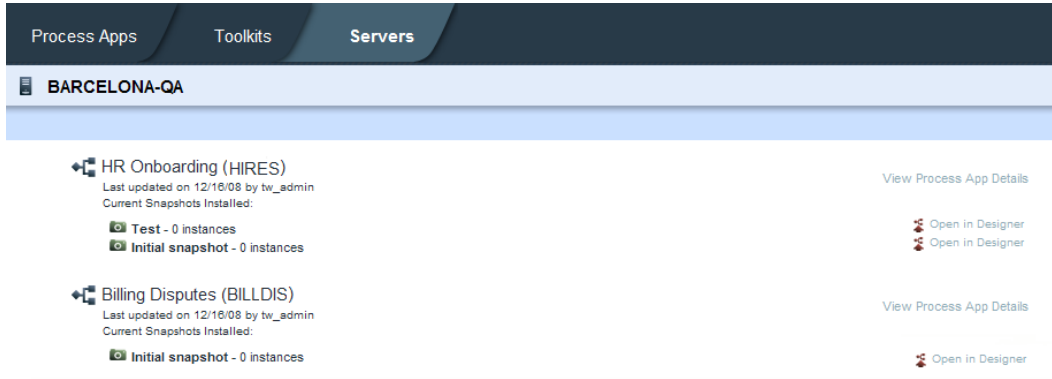 Process Apps Toolkits Servers
BARCELONA-QA
HR Onboarding (HIRES)
Last updated on 12/16/08 by tw_admin
View Process App Details
Current Snapshots Installed:
Test - 0 instances Open in Designer
Initial snapshot - 0 instances Open in Designer
Billing Disputes (BILLDIS)
Last updated on 12/16/08 by tw_admin
View Process App Details
Current Snapshots Installed:
Initial snapshot - 0 instances Open in Designer